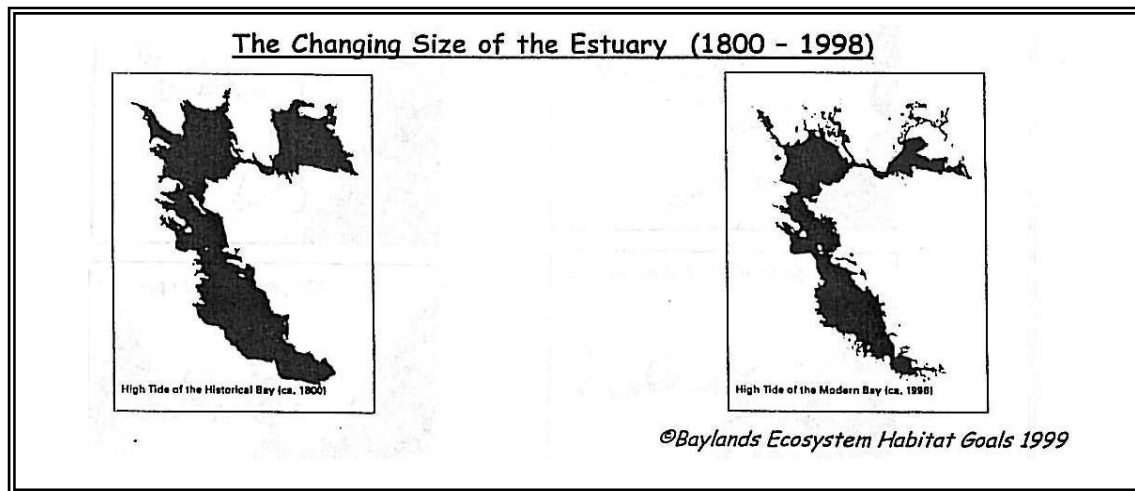 The Changing Size of the Estuary (1800 - 1998)
High Tide of the Historical Bay (ca. 1800)
High Tide of the Modern Bay (ca. 1998)
©Baylands Ecosystem Habitat Goals 1999